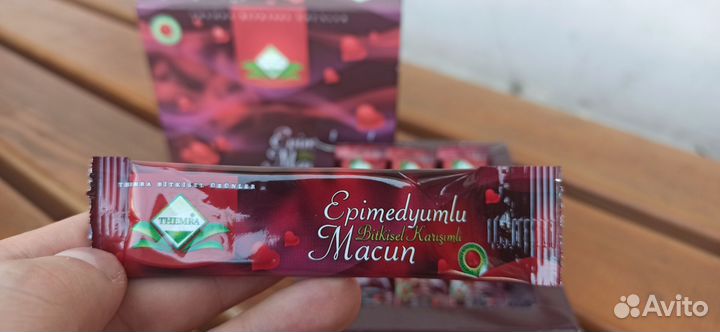 THEMRA BİTKİSEL ÜRÜNLER
THEMRA
Epimedyumlu
Bitkisel Karışımlı
Macun
Avito